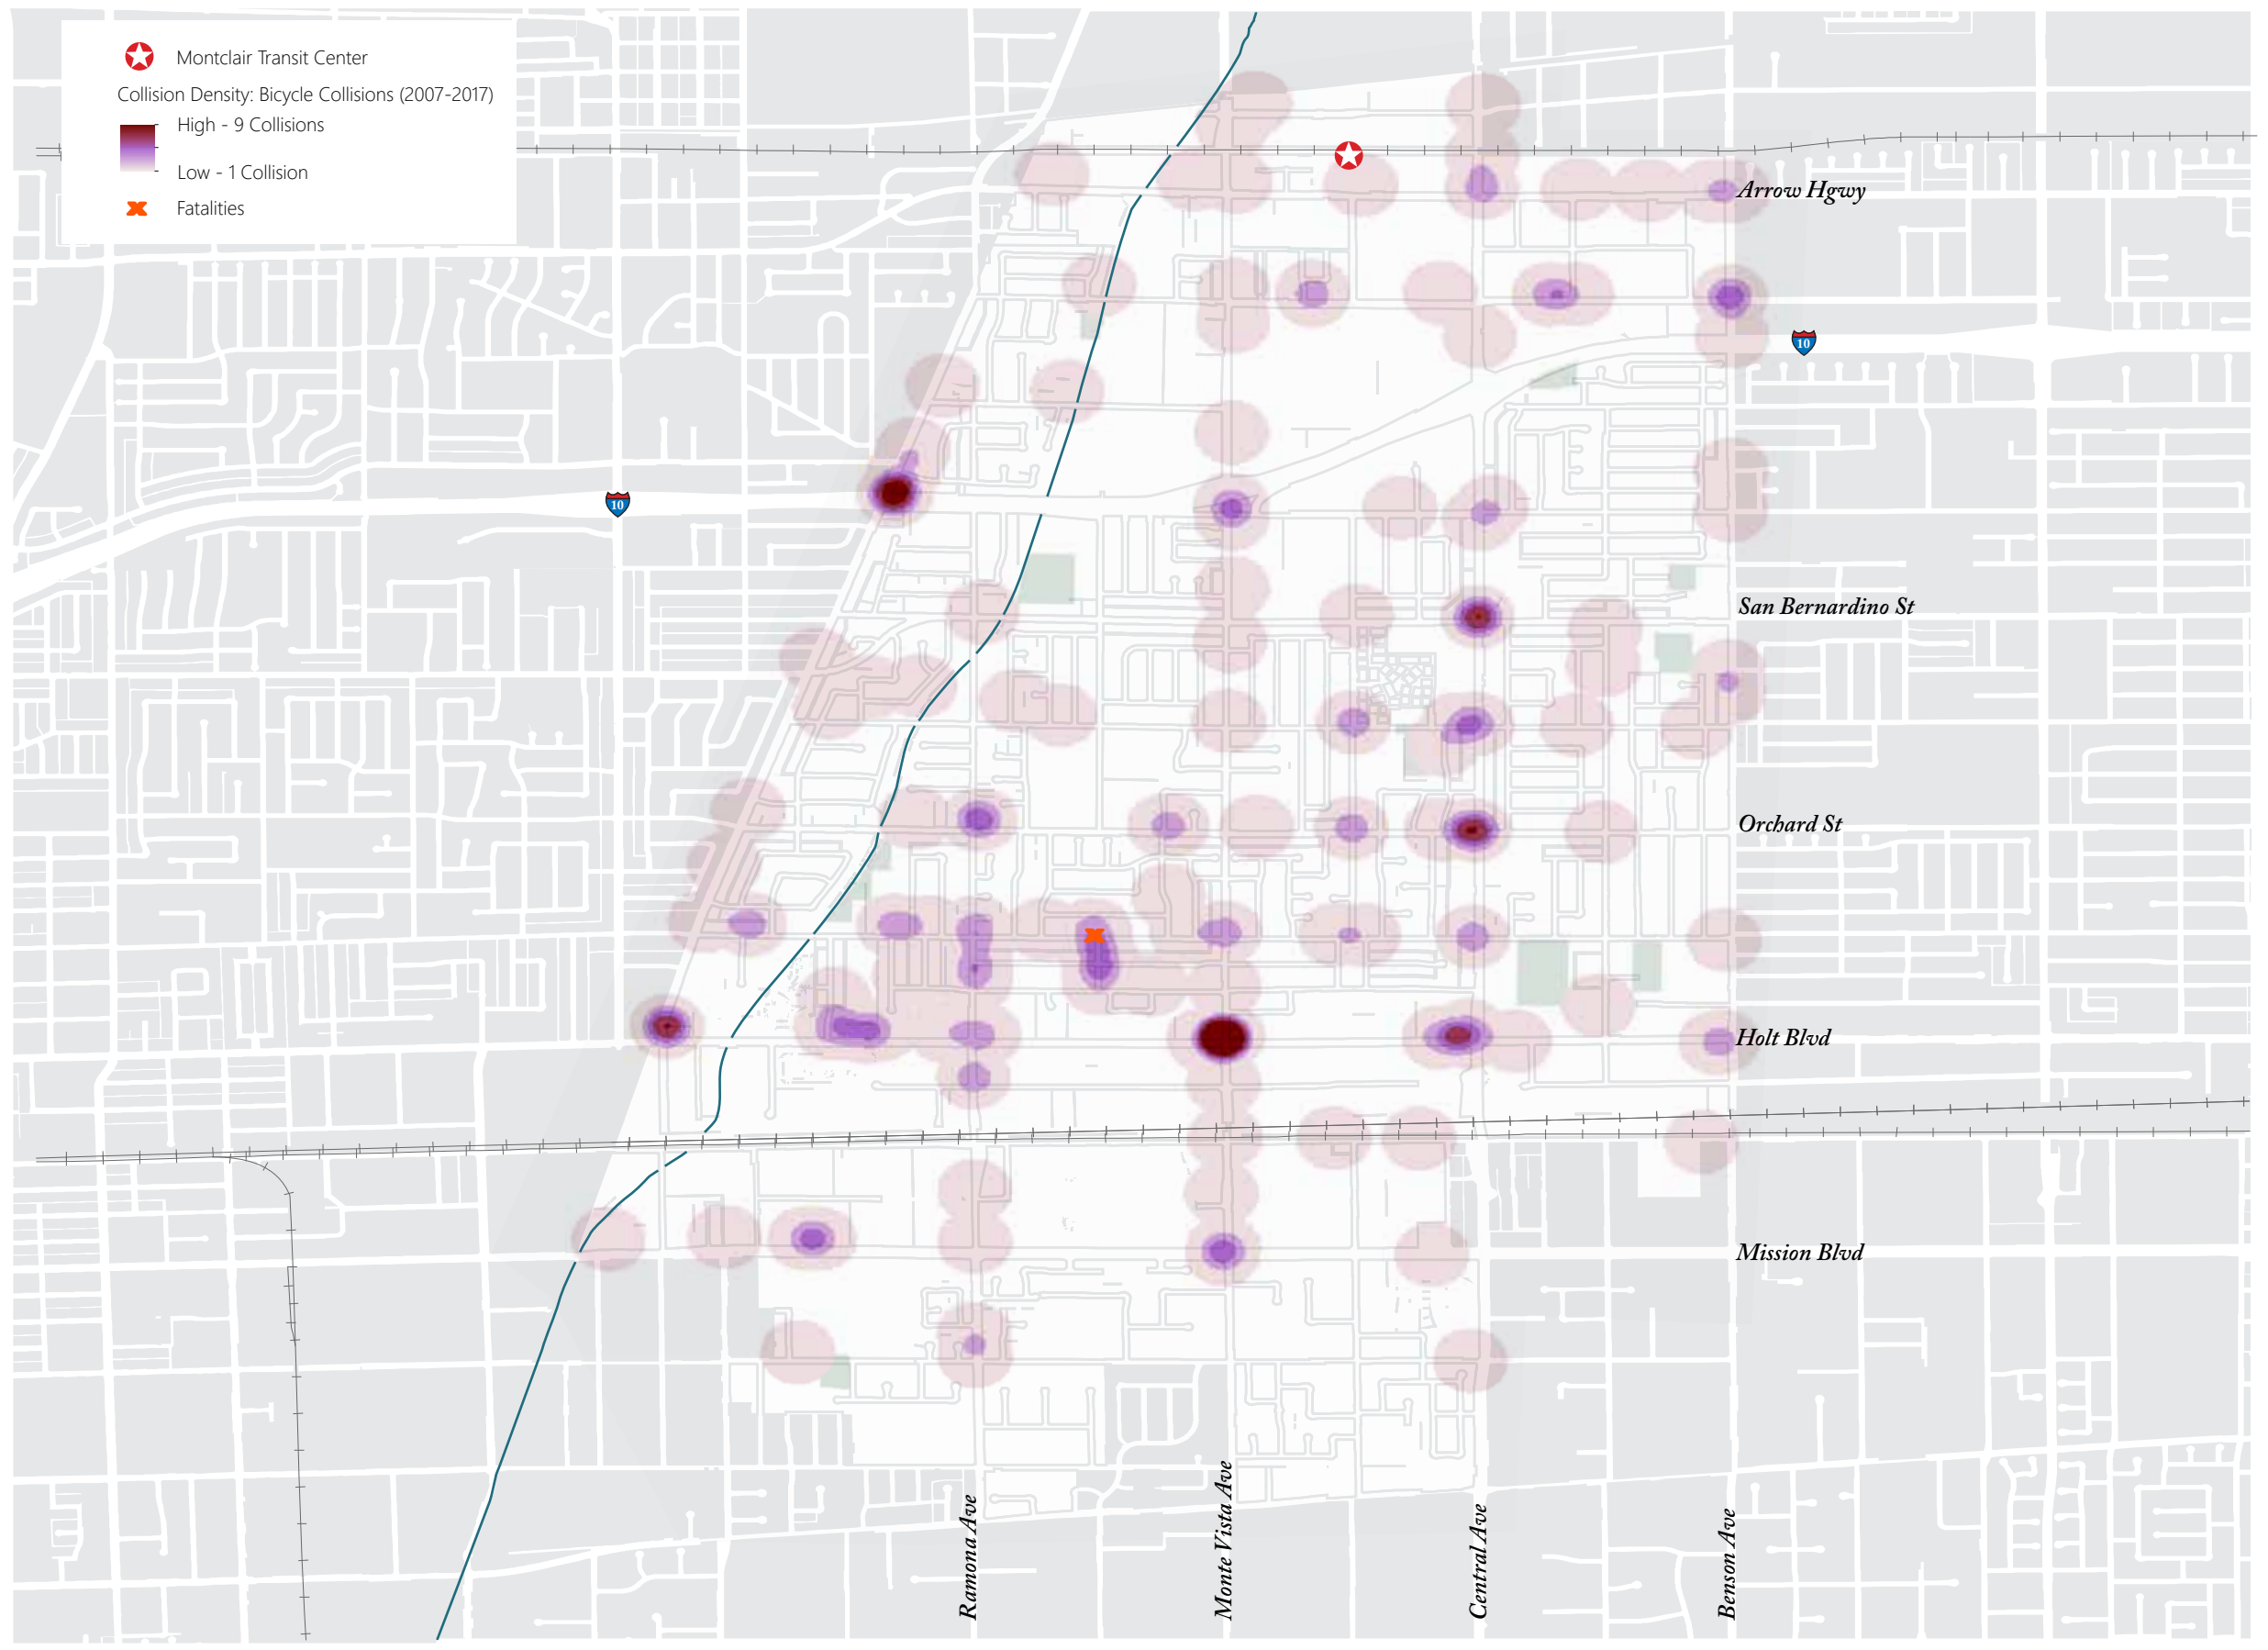 Montclair Transit Center
Collision Density: Bicycle Collisions (2007-2017)
High - 9 Collisions
Low - 1 Collision
Fatalities
Arrow Hgwy
10
10
San Bernardino St
Orchard St
Holt Blvd
Mission Blvd
Ramona Ave
Monte Vista Ave
Central Ave
Benson Ave